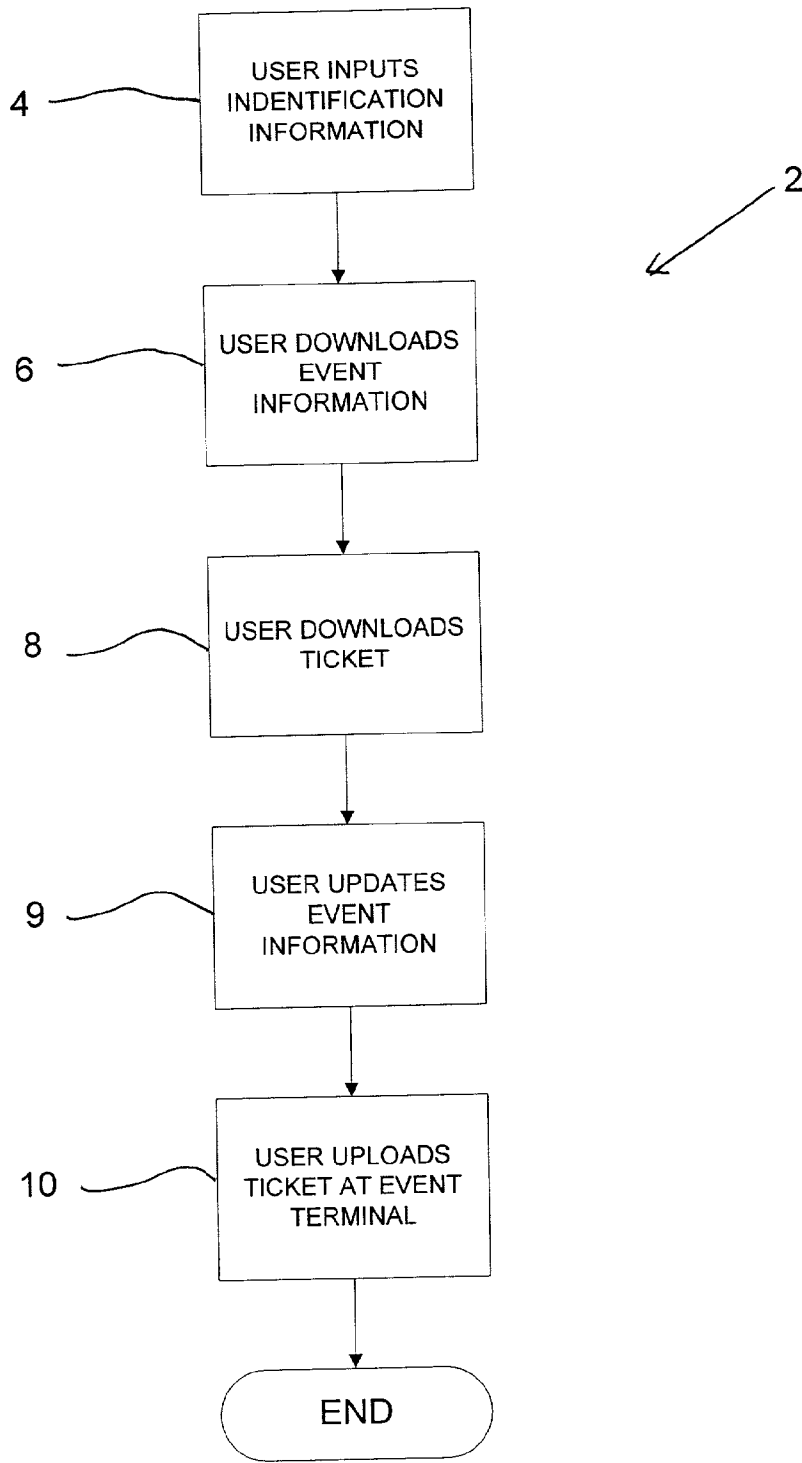 4
USER INPUTS
INDENTIFICATION
INFORMATION
2
6
USER DOWNLOADS
EVENT
INFORMATION
8
USER DOWNLOADS
TICKET
9
USER UPDATES
EVENT
INFORMATION
10
USER UPLOADS
TICKET AT EVENT
TERMINAL
END